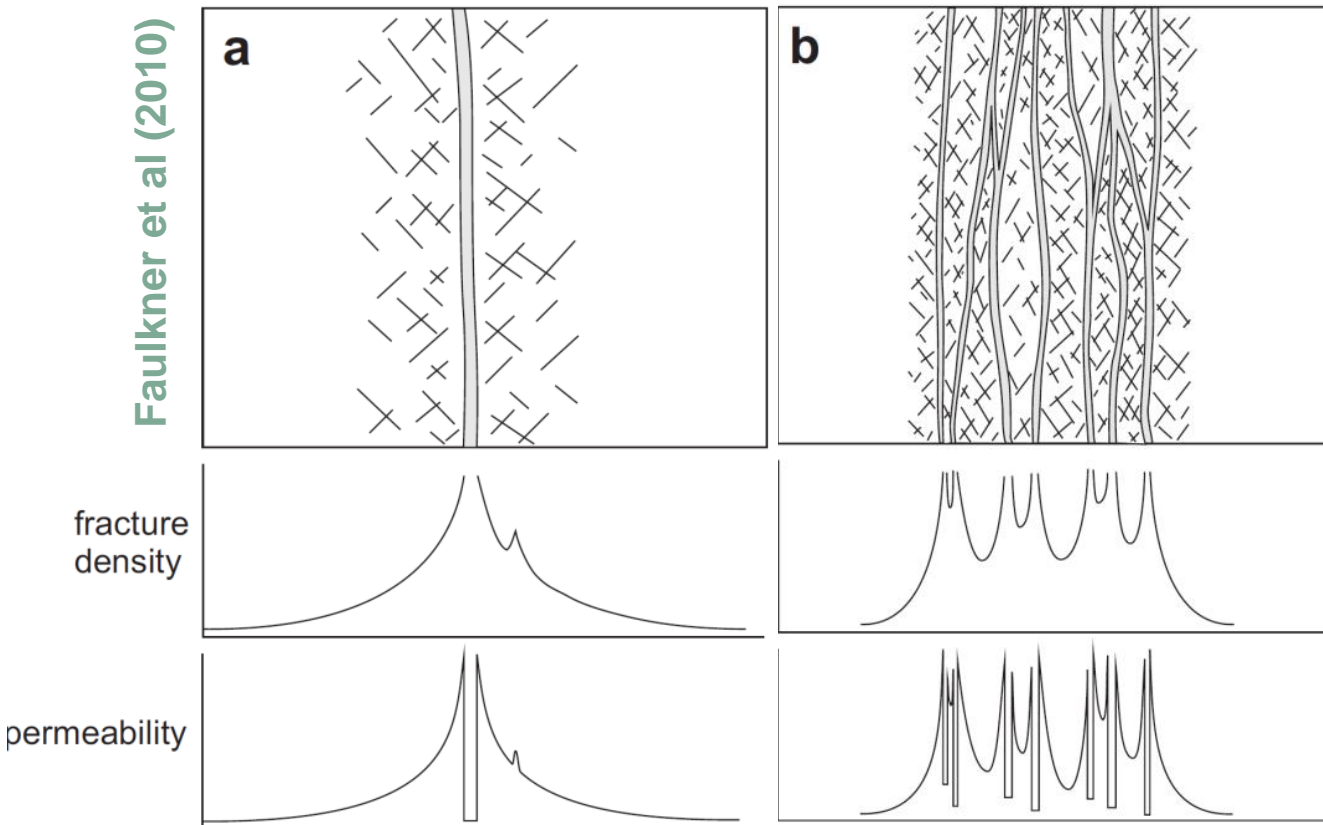 Faulkner et al (2010)
a
b
fracture
density
permeability